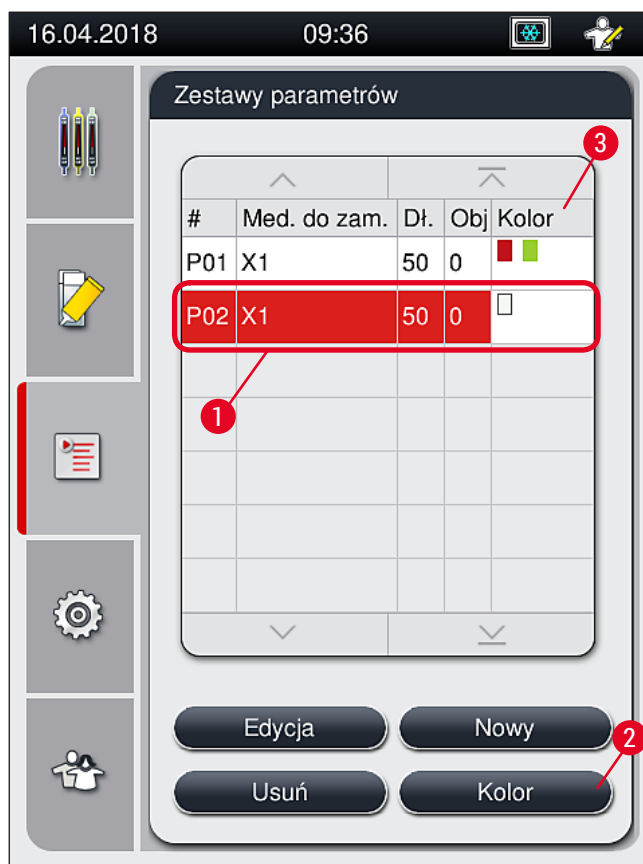 16.04.2018 09:36
Zestawy parametrów
3
# Med. do zam. Dł. Obj Kolor
P01 X1 50 0
P02 X1 50 0
1
Edycja Nowy
2
Usuń Kolor